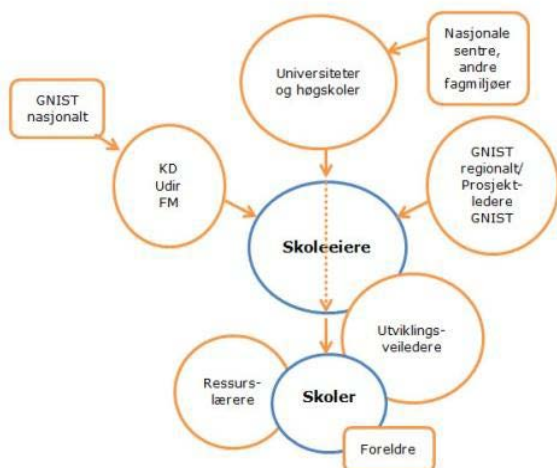 Nasjonale
sentre,
andre
fagmiljøer
Universiteter
og høgskoler
GNIST
nasjonalt
KD
Udir
FM
GNIST
regionalt/
Prosjekt-
ledere
GNIST
Skoleeiere
Utviklings-
veiledere
Ressurs-
lærere
Skoler
Foreldre